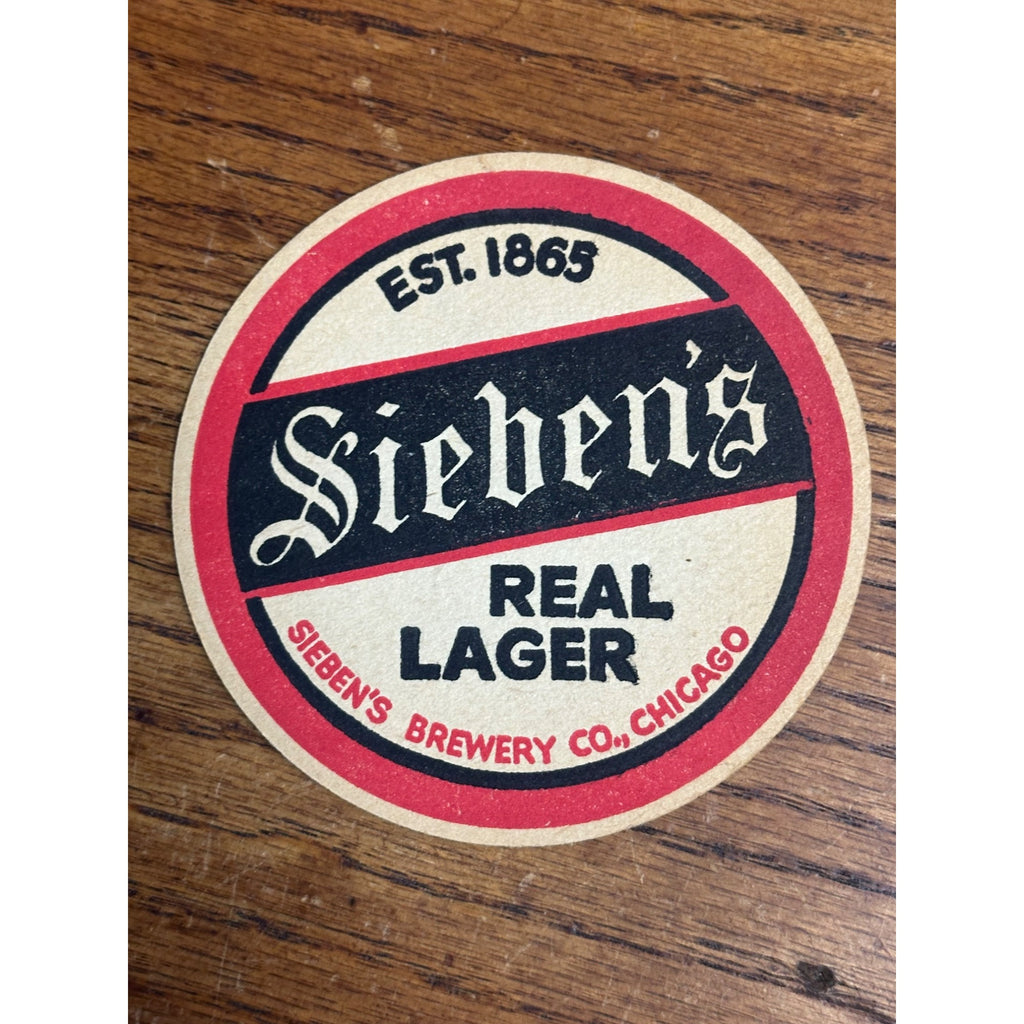 EST. 1865
Sieben's
REAL
LAGER
SIEBEN'S BREWERY CO., CHICAGO